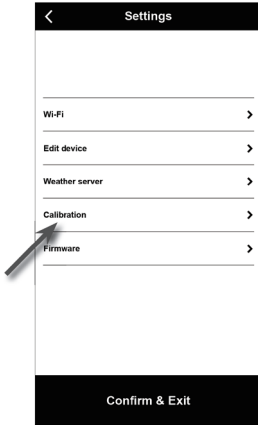 Settings
Wi-Fi
Edit device
Weather server
Calibration
Firmware
Confirm & Exit